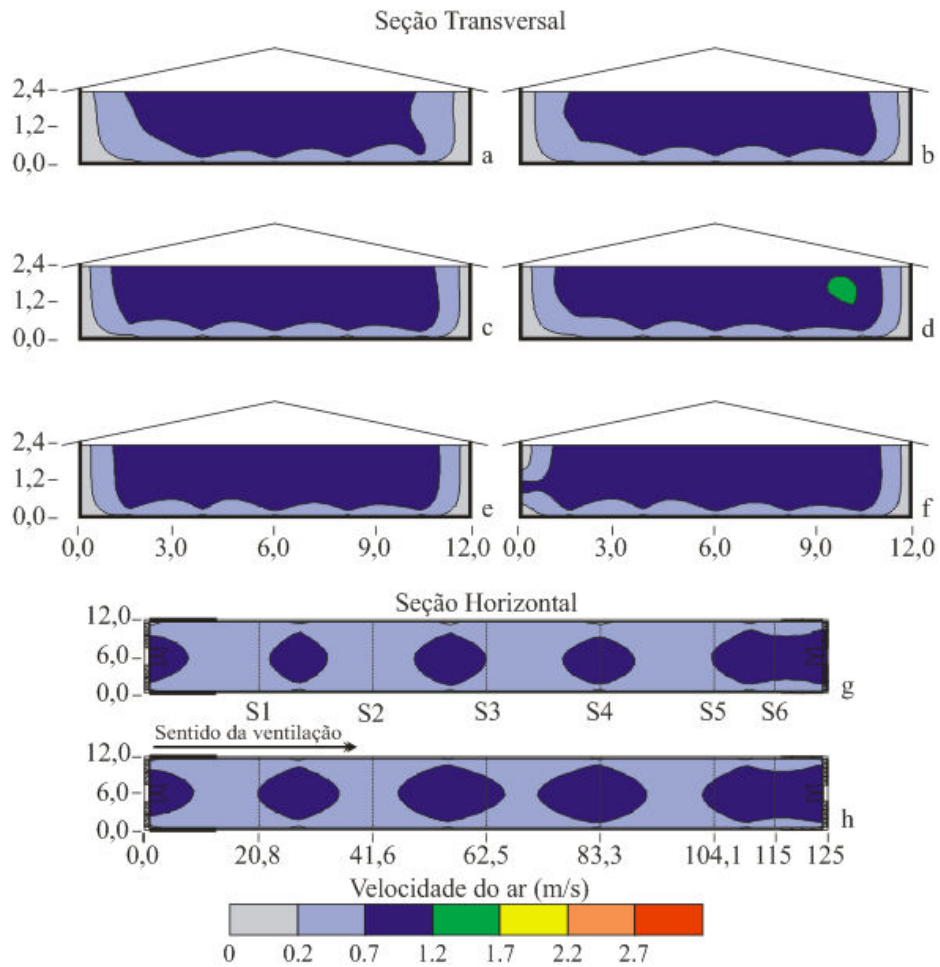 Seção Transversal
2,4
1,2
0,0
a
b
2,4
1,2
0,0
c
d
2,4
1,2
0,0
e
f
0,0 3,0 6,0 9,0 12,0 0,0 3,0 6,0 9,0 12,0
Seção Horizontal
12,0
6,0
0,0
g
S1 S2 S3 S4 S5 S6
Sentido da ventilação
12,0
6,0
0,0
h
0,0 20,8 41,6 62,5 83,3 104,1 115 125
Velocidade do ar (m/s)
0 0.2 0.7 1.2 1.7 2.2 2.7